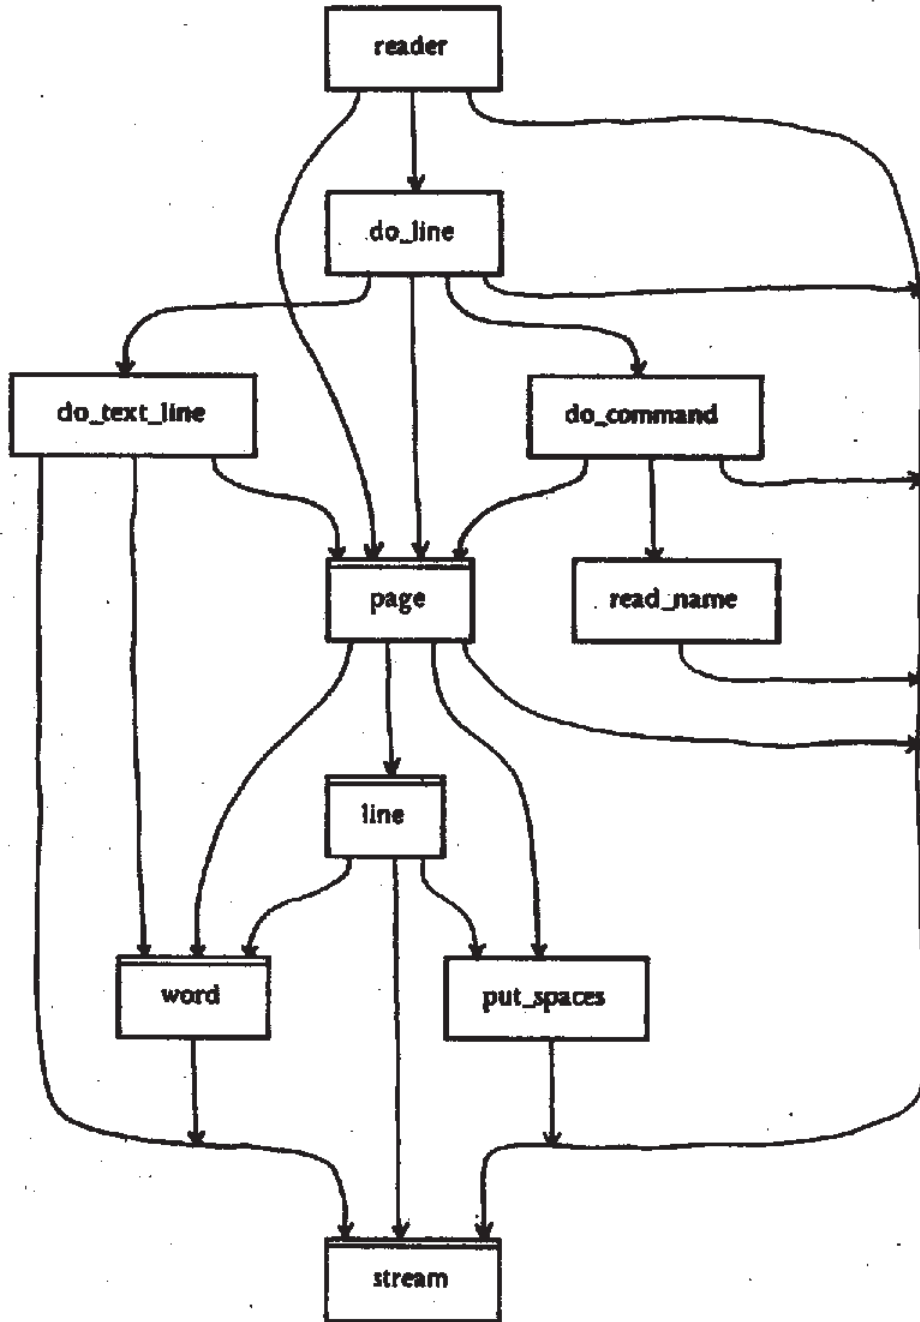 reader
do_line
do_text_line
do_command
page
read_name
line
word
put_spaces
stream